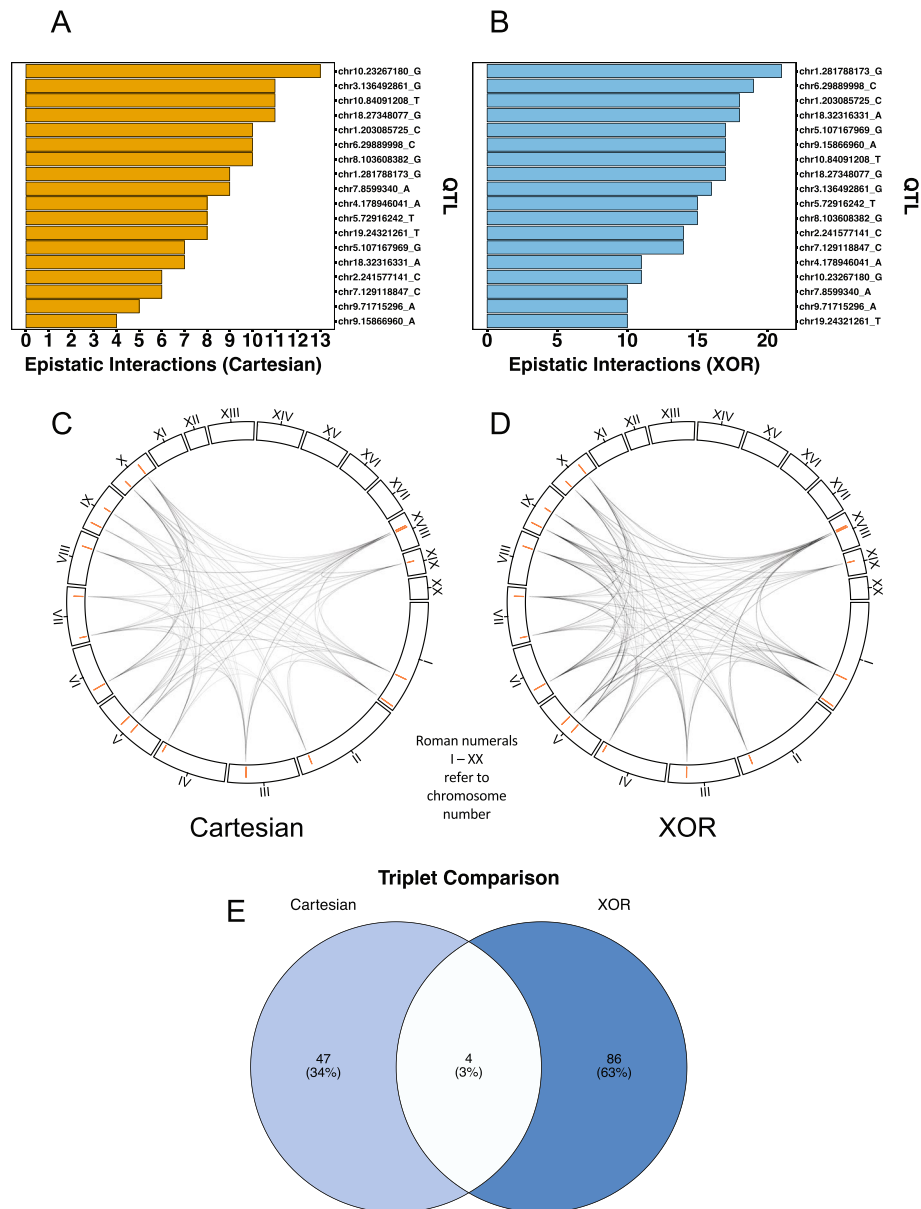 A
chr10.23267180_G
chr3.136492861_G
chr10.84091208_T
chr18.27348077_G
chr1.203085725_C
chr6.29889998_C
chr8.103608382_G
chr1.281788173_G
chr7.8599340_A
chr4.178946041_A
chr5.72916242_T
chr19.24321261_T
chr5.107167969_G
chr18.32316331_A
chr2.241577141_C
chr7.129118847_C
chr9.71715296_A
chr9.15866960_A
QTL
0 1 2 3 4 5 6 7 8 9 10 11 12 13
Epistatic Interactions (Cartesian)
B
chr1.281788173_G
chr6.29889998_C
chr1.203085725_C
chr18.32316331_A
chr5.107167969_G
chr9.15866960_A
chr10.84091208_T
chr18.27348077_G
chr3.136492861_G
chr5.72916242_T
chr8.103608382_G
chr2.241577141_C
chr7.129118847_C
chr4.178946041_A
chr10.23267180_G
chr7.8599340_A
chr9.71715296_A
chr19.24321261_T
QTL
0 5 10 15 20
Epistatic Interactions (XOR)
C
I
II
III
IV
V
VI
VII
VIII
IX
X
XI
XII
XIII
XIV
XV
XVI
XVII
XVIII
XIX
XX
Cartesian
Roman numerals
I – XX
refer to
chromosome
number
D
I
II
III
IV
V
VI
VII
VIII
IX
X
XI
XII
XIII
XIV
XV
XVI
XVII
XVIII
XIX
XX
XOR
E
Triplet Comparison
Cartesian
XOR
47
(34%)
4
(3%)
86
(63%)